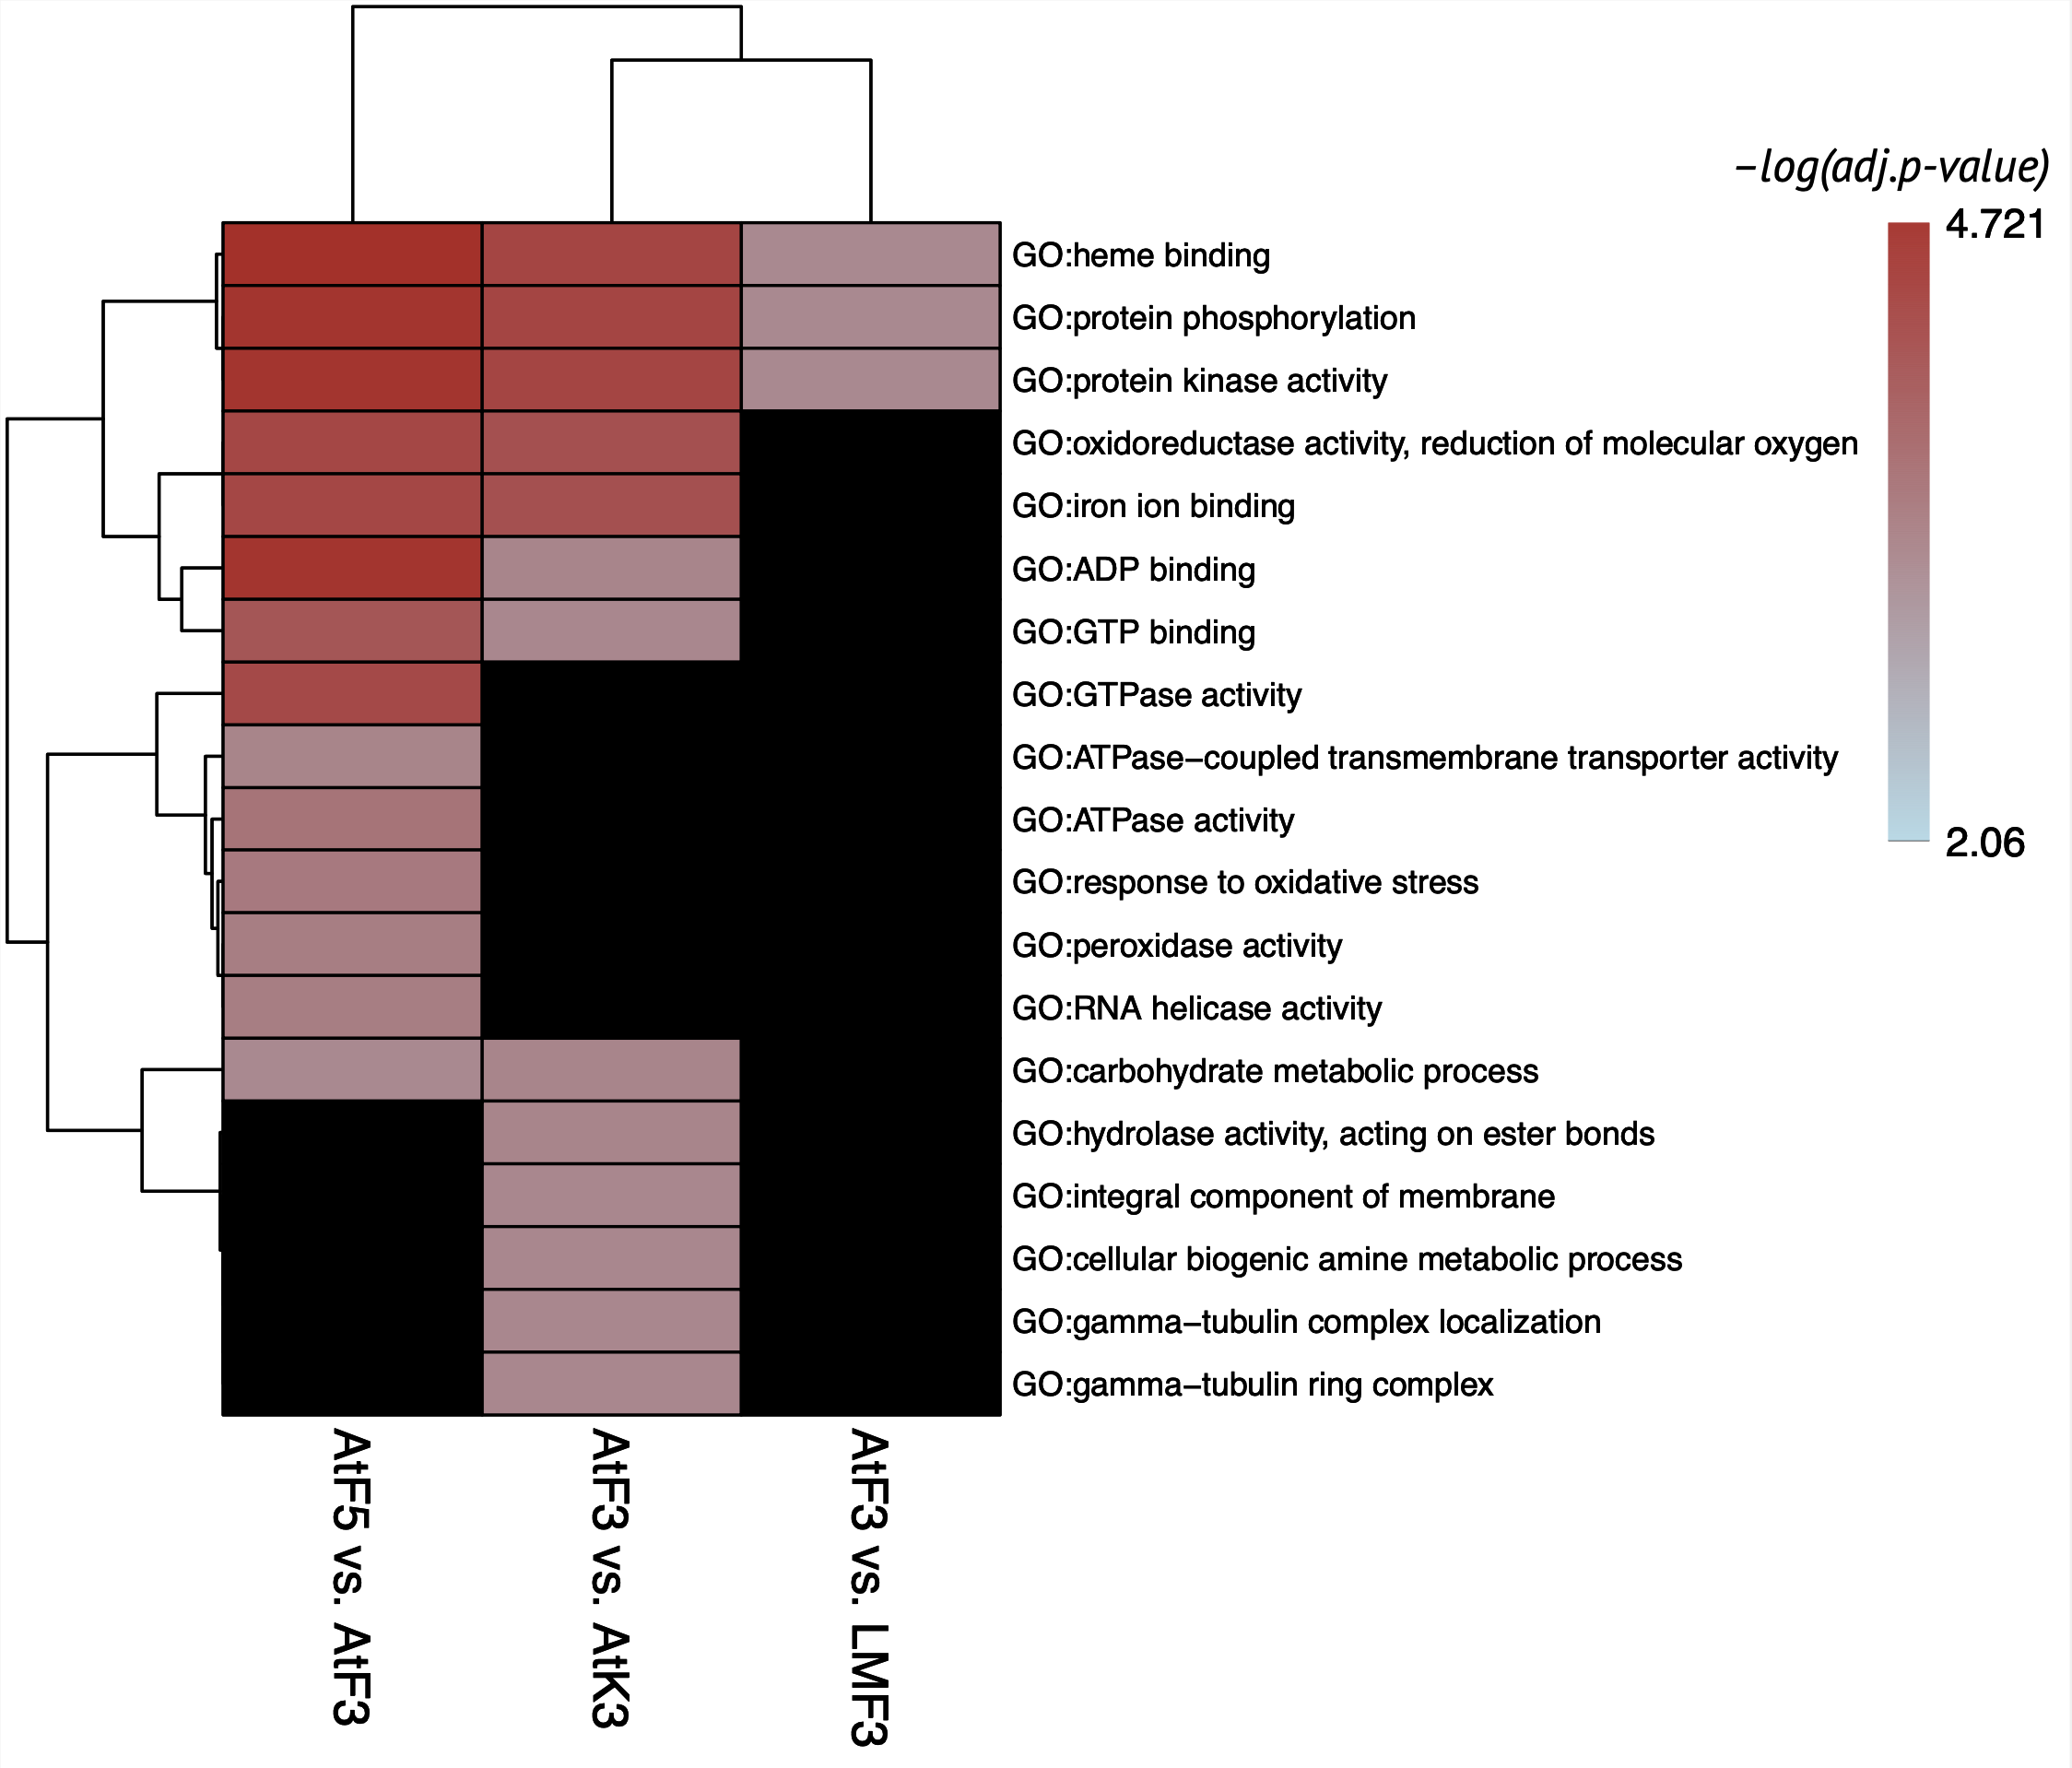 −log(adj.p-value)
4.721
2.06
GO:heme binding
GO:protein phosphorylation
GO:protein kinase activity
GO:oxidoreductase activity, reduction of molecular oxygen
GO:iron ion binding
GO:ADP binding
GO:GTP binding
GO:GTPase activity
GO:ATPase−coupled transmembrane transporter activity
GO:ATPase activity
GO:response to oxidative stress
GO:peroxidase activity
GO:RNA helicase activity
GO:carbohydrate metabolic process
GO:hydrolase activity, acting on ester bonds
GO:integral component of membrane
GO:cellular biogenic amine metabolic process
GO:gamma−tubulin complex localization
GO:gamma−tubulin ring complex
AtF5 vs. AtF3
AtF3 vs. AtK3
AtF3 vs. LMF3